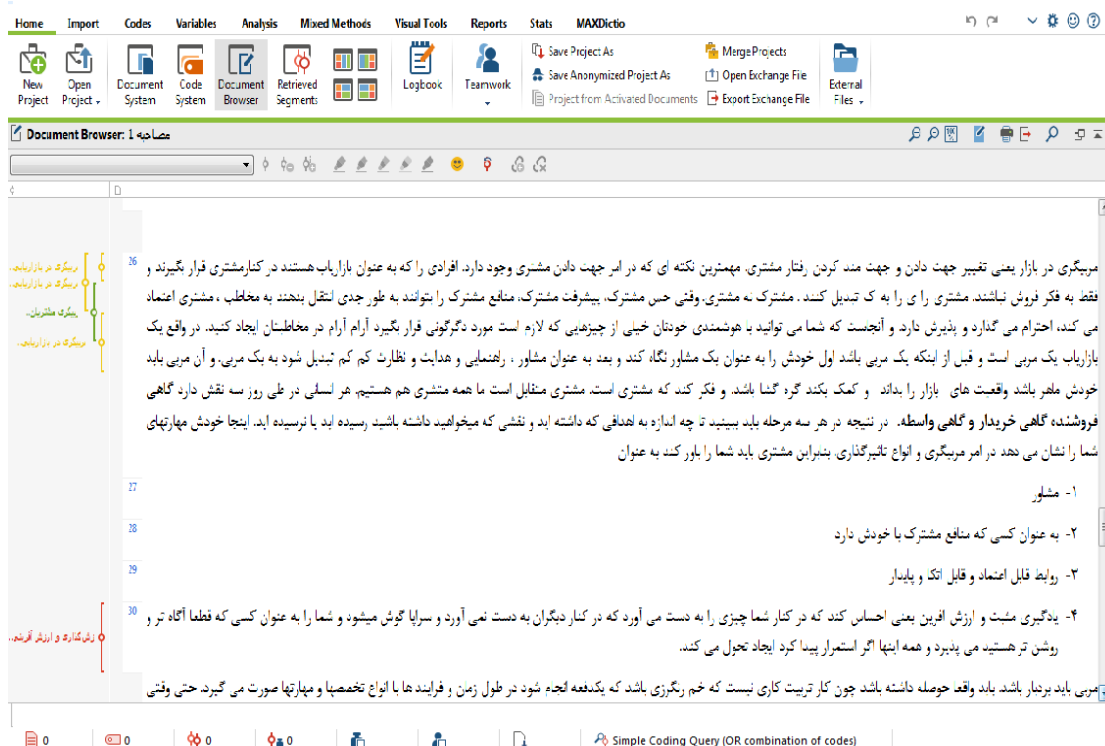 Home Import Codes Variables Analysis Mixed Methods Visual Tools Reports Stats MAXDictio
New Project
Open Project
Document System
Code System
Document Browser
Retrieved Segments
Logbook
Teamwork
Save Project As
Save Anonymized Project As
Project from Activated Documents
Merge Projects
Open Exchange File
Export Exchange File
External Files
Document Browser: 1 مصاحبه
مربیگری در بازاریابی..
مربیگری در بازاریابی..
مربیگری در بازاریابی..
26
مربیگری در بازار یعنی تغییر جهت دادن و جهت مند کردن رفتار مشتری. مهمترین نکته ای که در امر جهت دادن مشتری وجود دارد. افرادی را که به عنوان بازاریاب هستند در کنارمشتری قرار بگیرند و
فقط به فکر فروش نباشند. مشتری را ی را به ک تبدیل کنند . مشترک نه مشتری. وقتی حس مشترک، پیشرفت مشترک، منافع مشترک را بتوانند به طور جدی انتقل بدهند به مخاطب ، مشتری اعتماد
می کند، احترام می گذارد و پذیرش دارد. و آنجاست که شما می توانید با هوشمندی خودتان خیلی از چیزهایی که لازم است مورد دگرگونی قرار بگیرد آرام آرام در مخاطبتان ایجاد کنید. در واقع یک
بازاریاب یک مربی است و قبل از اینکه یک مربی باشد اول خودش را به عنوان یک مشاور نگاه کند و بعد به عنوان مشاور ، راهنمایی و هدایت و نظارت کم کم تبدیل شود به یک مربی. و آن مربی باید
خودش ماهر باشد واقعیت های بازار را بداند و کمک بکند گره گشا باشد. و فکر کند که مشتری است. مشتری متقابل است ما همه مشتری هم هستیم. هر انسانی در طی روز سه نقش دارد گاهی
فروشنده گاهی خریدار و گاهی واسطه. در نتیجه در هر سه مرحله باید ببینید تا چه اندازه به اهدافی که داشته اید و نقشی که میخواهید داشته باشید رسیده اید یا نرسیده اید. اینجا خودش مهارتهای
شما را نشان می دهد در امر مربیگری و انواع تاثیرگذاری. بنابراین مشتری باید شما را باور کند به عنوان
27
۱- مشاور
28
۲- به عنوان کسی که منافع مشترک با خودش دارد
29
۳- روابط قابل اعتماد و قابل اتکا و پایدار
30
۴- یادگیری مثبت و ارزش افرین یعنی احساس کند که در کنار شما چیزی را به دست می آورد که در کنار دیگران به دست نمی آورد و سراپا گوش میشود و شما را به عنوان کسی که قطعا آگاه تر و
روشن تر هستید می پذیرد و همه اینها اگر استمرار پیدا کرد ایجاد تحول می کند.
مربی باید بردبار باشد. باید واقعا حوصله داشته باشد چون کار تربیت کاری نیست که خم رنگرزی باشد که یکدفعه انجام شود در طول زمان و فرایند ها با انواع تخصصها و مهارتها صورت می گیرد. حتی وقتی
0 0 0 0 Simple Coding Query (OR combination of codes)